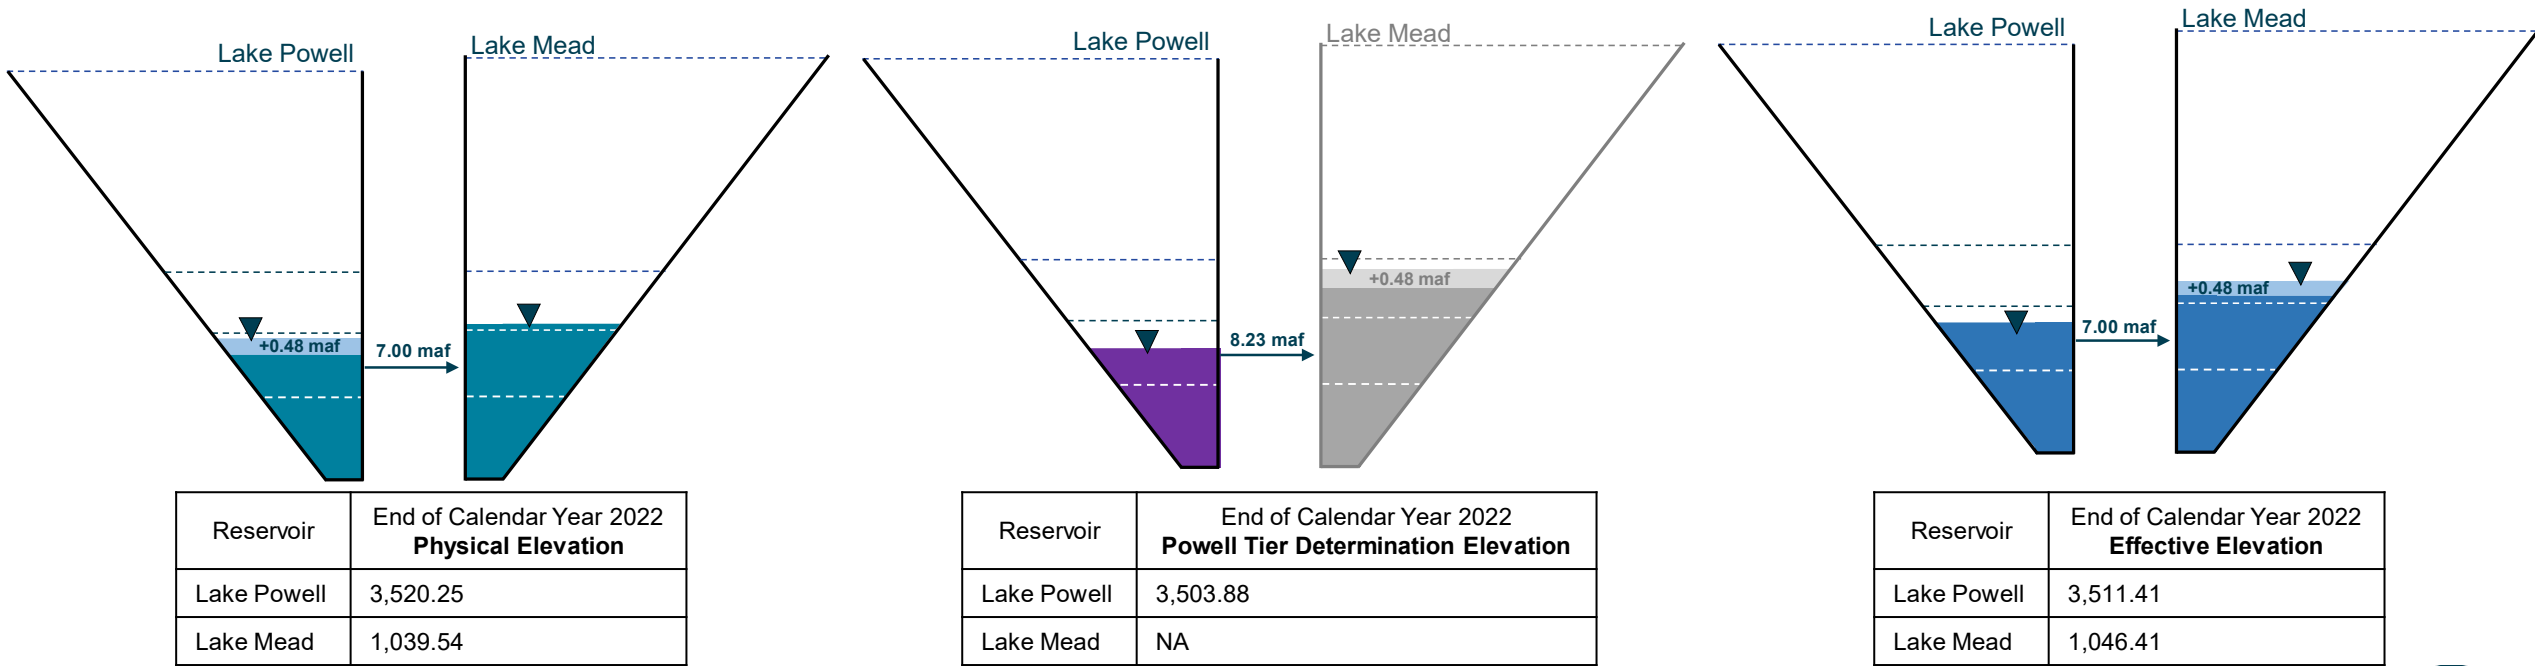 Lake Powell
Lake Mead
+0.48 maf
7.00 maf
Reservoir
End of Calendar Year 2022
Physical Elevation
Lake Powell 3,520.25
Lake Mead 1,039.54
Lake Powell
Lake Mead
8.23 maf
+0.48 maf
Reservoir
End of Calendar Year 2022
Powell Tier Determination Elevation
Lake Powell 3,503.88
Lake Mead NA
Lake Powell
Lake Mead
7.00 maf
+0.48 maf
Reservoir
End of Calendar Year 2022
Effective Elevation
Lake Powell 3,511.41
Lake Mead 1,046.41